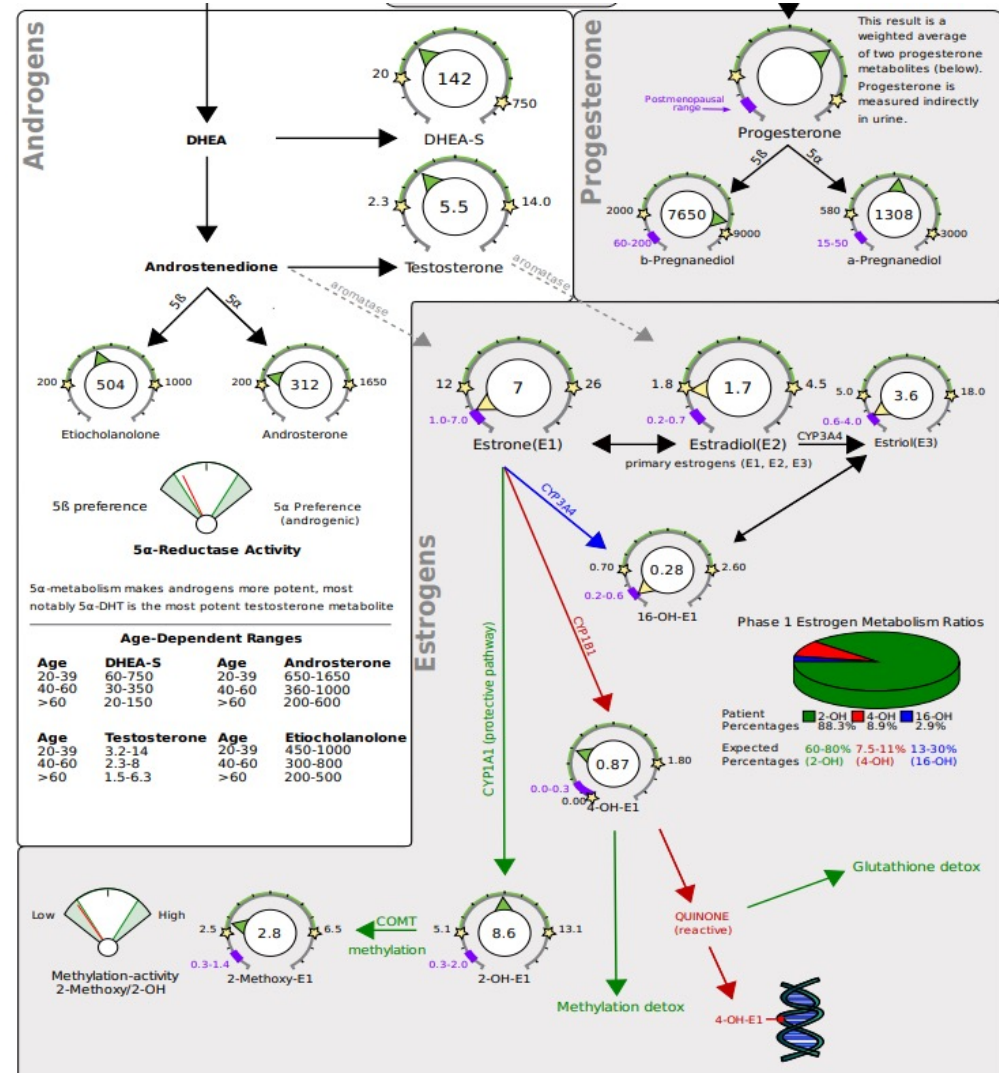 Androgens
20
142
750
DHEA-S
DHEA
2.3
5.5
14.0
Testosterone
Androstenedione
aromatase
aromatase
5ß
5α
200
504
1000
Etiocholanolone
200
312
1650
Androsterone
5ß preference
5α Preference
(androgenic)
5α-Reductase Activity
5α-metabolism makes androgens more potent, most
notably 5α-DHT is the most potent testosterone metabolite
Age-Dependent Ranges
Age DHEA-S Age Androsterone
20-39 60-750 20-39 650-1650
40-60 30-350 40-60 360-1000
>60 20-150 >60 200-600
Age Testosterone Age Etiocholanolone
20-39 3.2-14 20-39 450-1000
40-60 2.3-8 40-60 300-800
>60 1.5-6.3 >60 200-500
Progesterone
This result is a
weighted average
of two progesterone
metabolites (below).
Progesterone is
measured indirectly
in urine.
Postmenopausal
range
Progesterone
5ß
5α
2000
7650
9000
60-200
b-Pregnanediol
580
1308
3000
15-50
a-Pregnanediol
Estrogens
12
7
26
1.0-7.0
Estrone(E1)
1.8
1.7
4.5
0.2-0.7
Estradiol(E2)
CYP3A4
5.0
3.6
18.0
0.6-4.0
Estriol(E3)
primary estrogens (E1, E2, E3)
CYP3A4
0.70
0.28
2.60
0.2-0.6
16-OH-E1
CYP1B1
CYP1A1 (protective pathway)
Phase 1 Estrogen Metabolism Ratios
2-OH 4-OH 16-OH
Patient
Percentages 88.3% 8.9% 2.9%
Expected 60-80% 7.5-11% 13-30%
Percentages (2-OH) (4-OH) (16-OH)
0.87
1.80
0.0-0.3
0.00
4-OH-E1
Glutathione detox
QUINONE
(reactive)
Methylation detox
4-OH-E1
Low
High
Methylation-activity
2-Methoxy/2-OH
2.5
2.8
6.5
0.3-1.4
2-Methoxy-E1
COMT
methylation
5.1
8.6
13.1
0.3-2.0
2-OH-E1